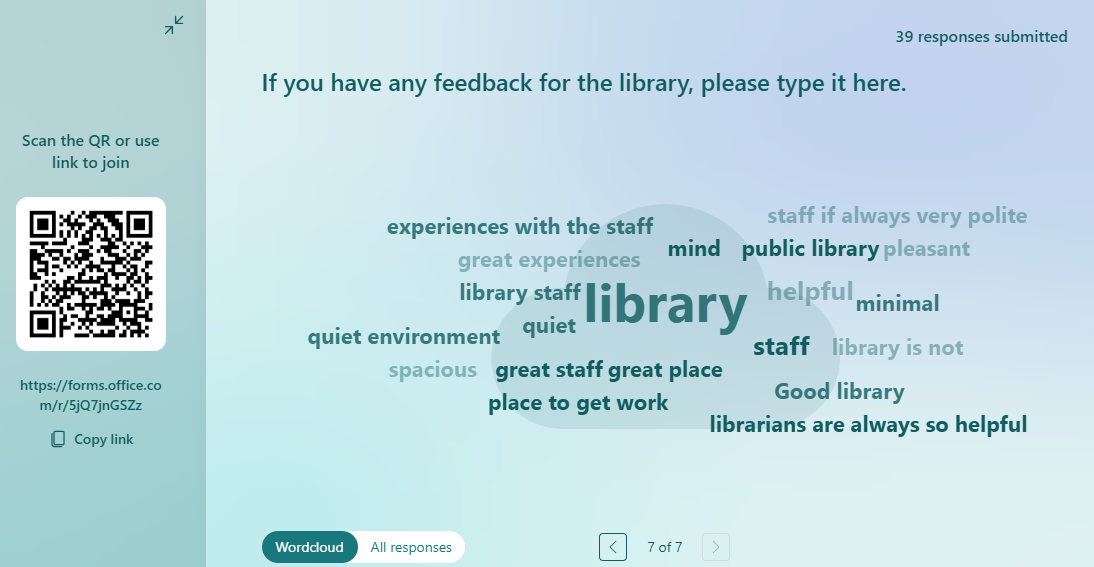 39 responses submitted
If you have any feedback for the library, please type it here.
Scan the QR or use
link to join
https://forms.office.co
m/r/5jQ7jnGSZz
Copy link
staff if always very polite
experiences with the staff
mind public library pleasant
great experiences
library staff library helpful minimal
quiet
quiet environment
staff library is not
spacious great staff great place
Good library
place to get work
librarians are always so helpful
Wordcloud All responses
7 of 7